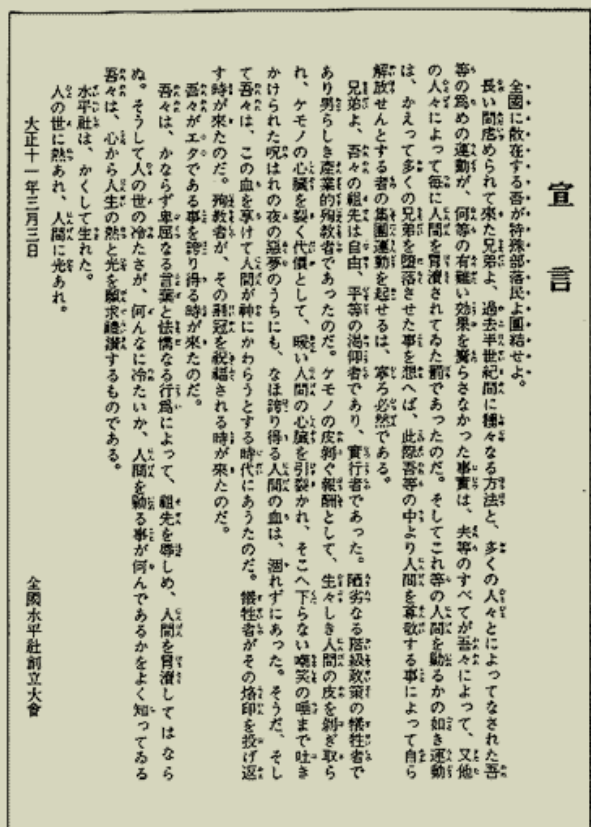 宣言
全國に散在する吾が特殊部落民よ團結せよ。
長い間虐められて來た兄弟よ、過去半世紀間に種々なる方法と、多くの人々とによってなされた吾
等の爲めの運動が、何等の有難い効果を齎らさなかった事實は、夫等のすべてが吾々によって、又他
の人々によって毎に人間を冒瀆されてゐた罰であったのだ。そしてこれ等の人間を勦るかの如き運動
は、かえって多くの兄弟を堕落させた事を想へば、此際吾等の中より人間を尊敬する事によって自ら
解放せんとする者の集團運動を起せるは、寧ろ必然である。
兄弟よ、吾々の祖先は自由、平等の渇仰者であり、實行者であった。陋劣なる階級政策の犠牲者で
あり男らしき産業的殉教者であったのだ。ケモノの皮剝ぐ報酬として、生々しき人間の皮を剝ぎ取ら
れ、ケモノの心臓を裂く代價として、暖い人間の心臓を引裂かれ、そこへ下らない嘲笑の唾まで吐き
かけられた呪はれの夜の惡夢のうちにも、なほ誇り得る人間の血は、涸れずにあった。そうだ、そし
て吾々は、この血を享けて人間が神にかわらうとする時代にあうたのだ。犠牲者がその烙印を投げ返
す時が來たのだ。殉教者が、その荊冠を祝福される時が來たのだ。
吾々がエタである事を誇り得る時が來たのだ。
吾々は、かならず卑屈なる言葉と怯懦なる行爲によって、祖先を辱しめ、人間を冒瀆してはなら
ぬ。そうして人の世の冷たさが、何んなに冷たいか、人間を勦る事が何んであるかをよく知ってゐる
吾々は、心から人生の熱と光を願求禮讃するものである。
水平社は、かくして生れた。
人の世に熱あれ、人間に光あれ。
大正十一年三月三日
全國水平社創立大會